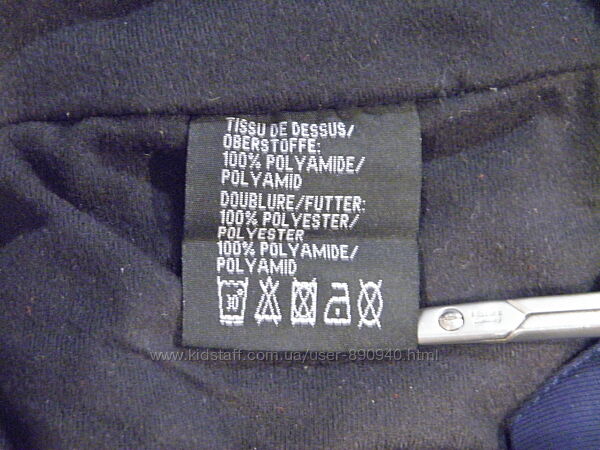 TISSU DE DESSUS/
OBERSTOFFE:
100% POLYAMIDE/
POLYAMID
DOUBLURE/FUTTER:
100% POLYESTER/
POLYESTER
100% POLYAMIDE/
POLYAMID
30°
www.kidstaff.com.ua/user-890940.html